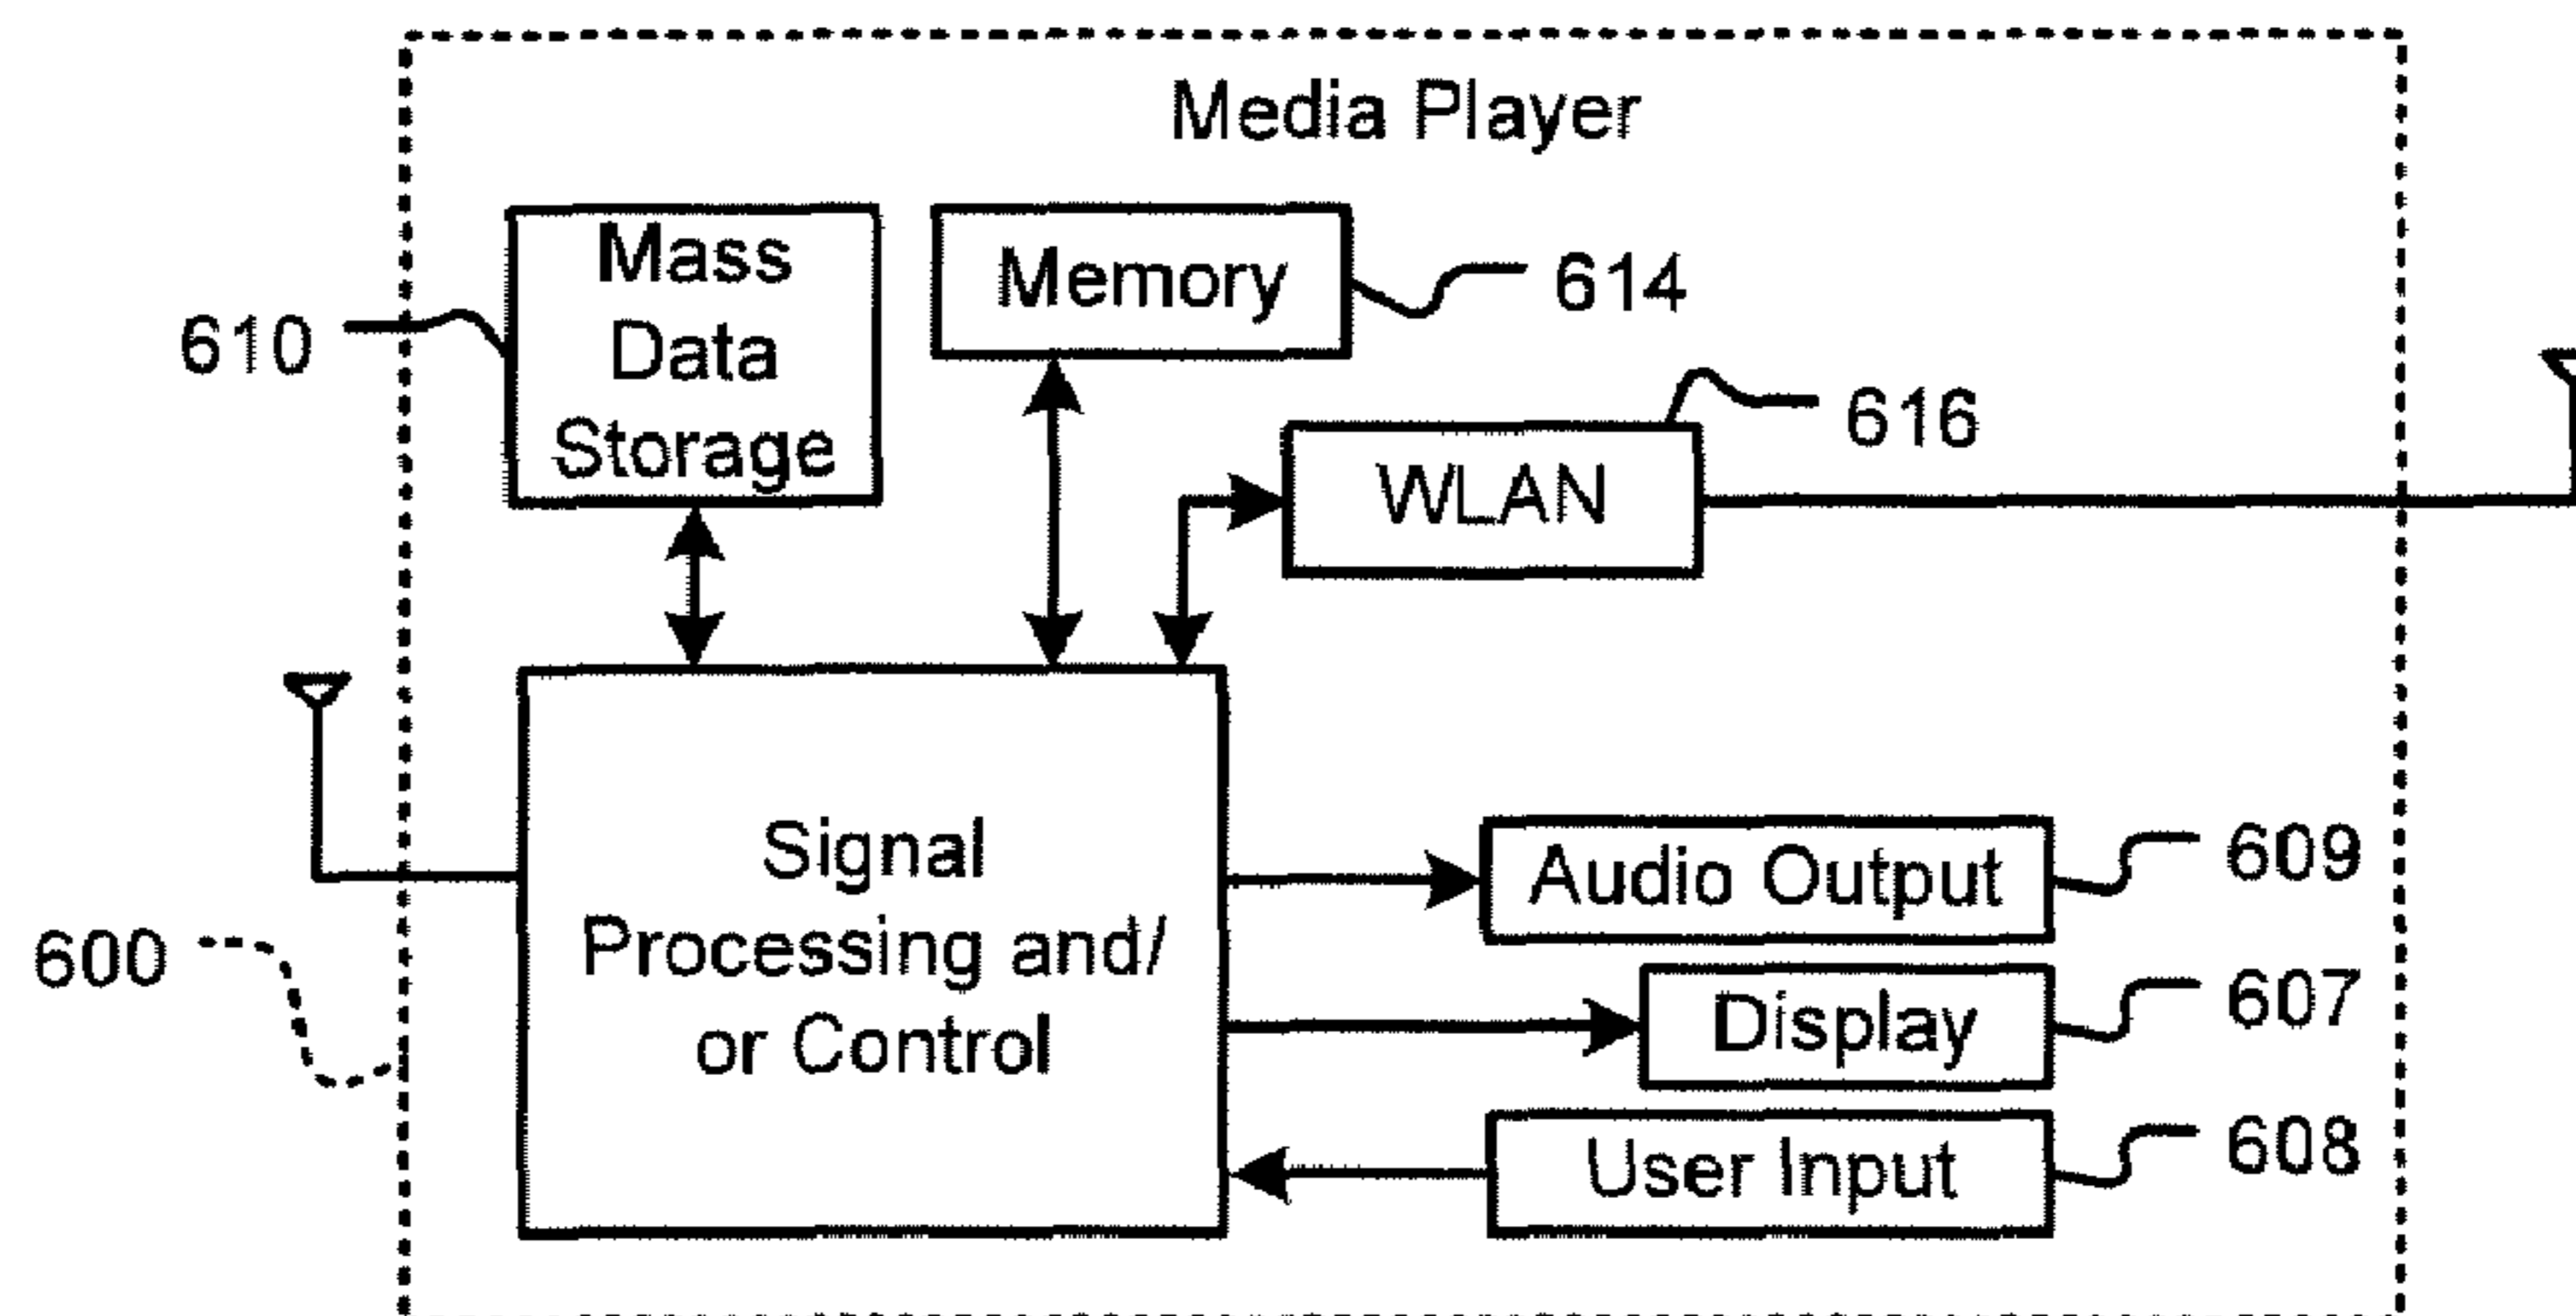 Media Player
Mass
Data
Storage
610
Memory
614
616
WLAN
Signal
Processing and/
or Control
600
Audio Output
609
Display
607
User Input
608